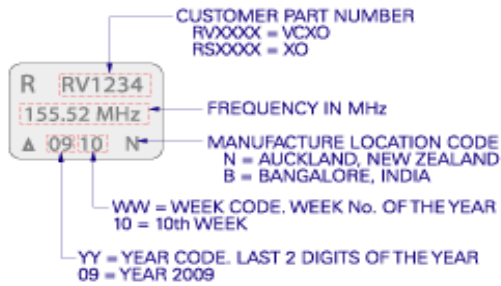 CUSTOMER PART NUMBER
RVXXXX = VCXO
RSXXXX = XO
R RV1234
155.52 MHz
FREQUENCY IN MHz
▲ 09 10 N
MANUFACTURE LOCATION CODE
N = AUCKLAND, NEW ZEALAND
B = BANGALORE, INDIA
WW = WEEK CODE. WEEK No. OF THE YEAR
10 = 10th WEEK
YY = YEAR CODE. LAST 2 DIGITS OF THE YEAR
09 = YEAR 2009